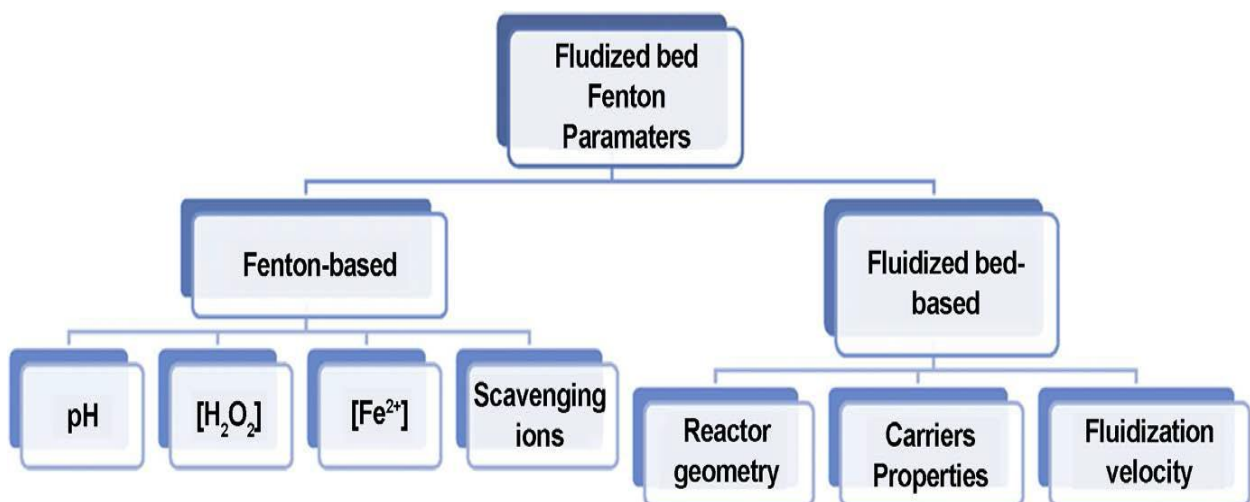 Fludized bed
Fenton
Paramaters
Fenton-based
Fluidized bed-
based
pH
[H₂O₂]
[Fe²⁺]
Scavenging
ions
Reactor
geometry
Carriers
Properties
Fluidization
velocity